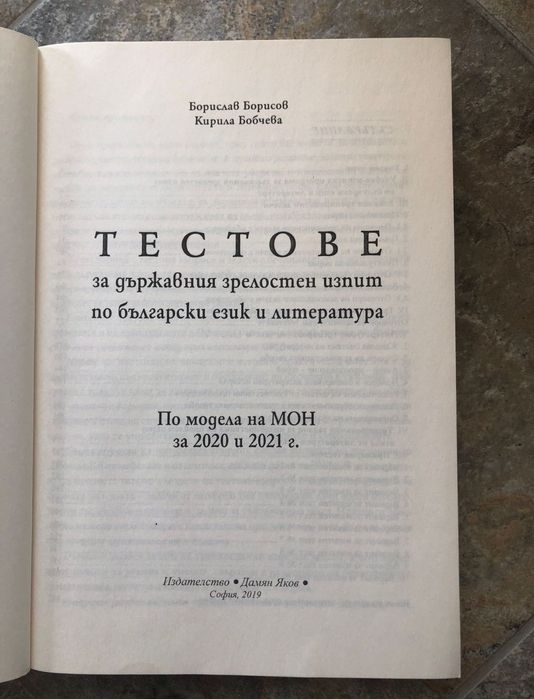 Борислав Борисов
Кирила Бобчева
ТЕСТОВЕ
за държавния зрелостен изпит
по български език и литература
По модела на МОН
за 2020 и 2021 г.
Издателство • Дамян Яков •
София, 2019